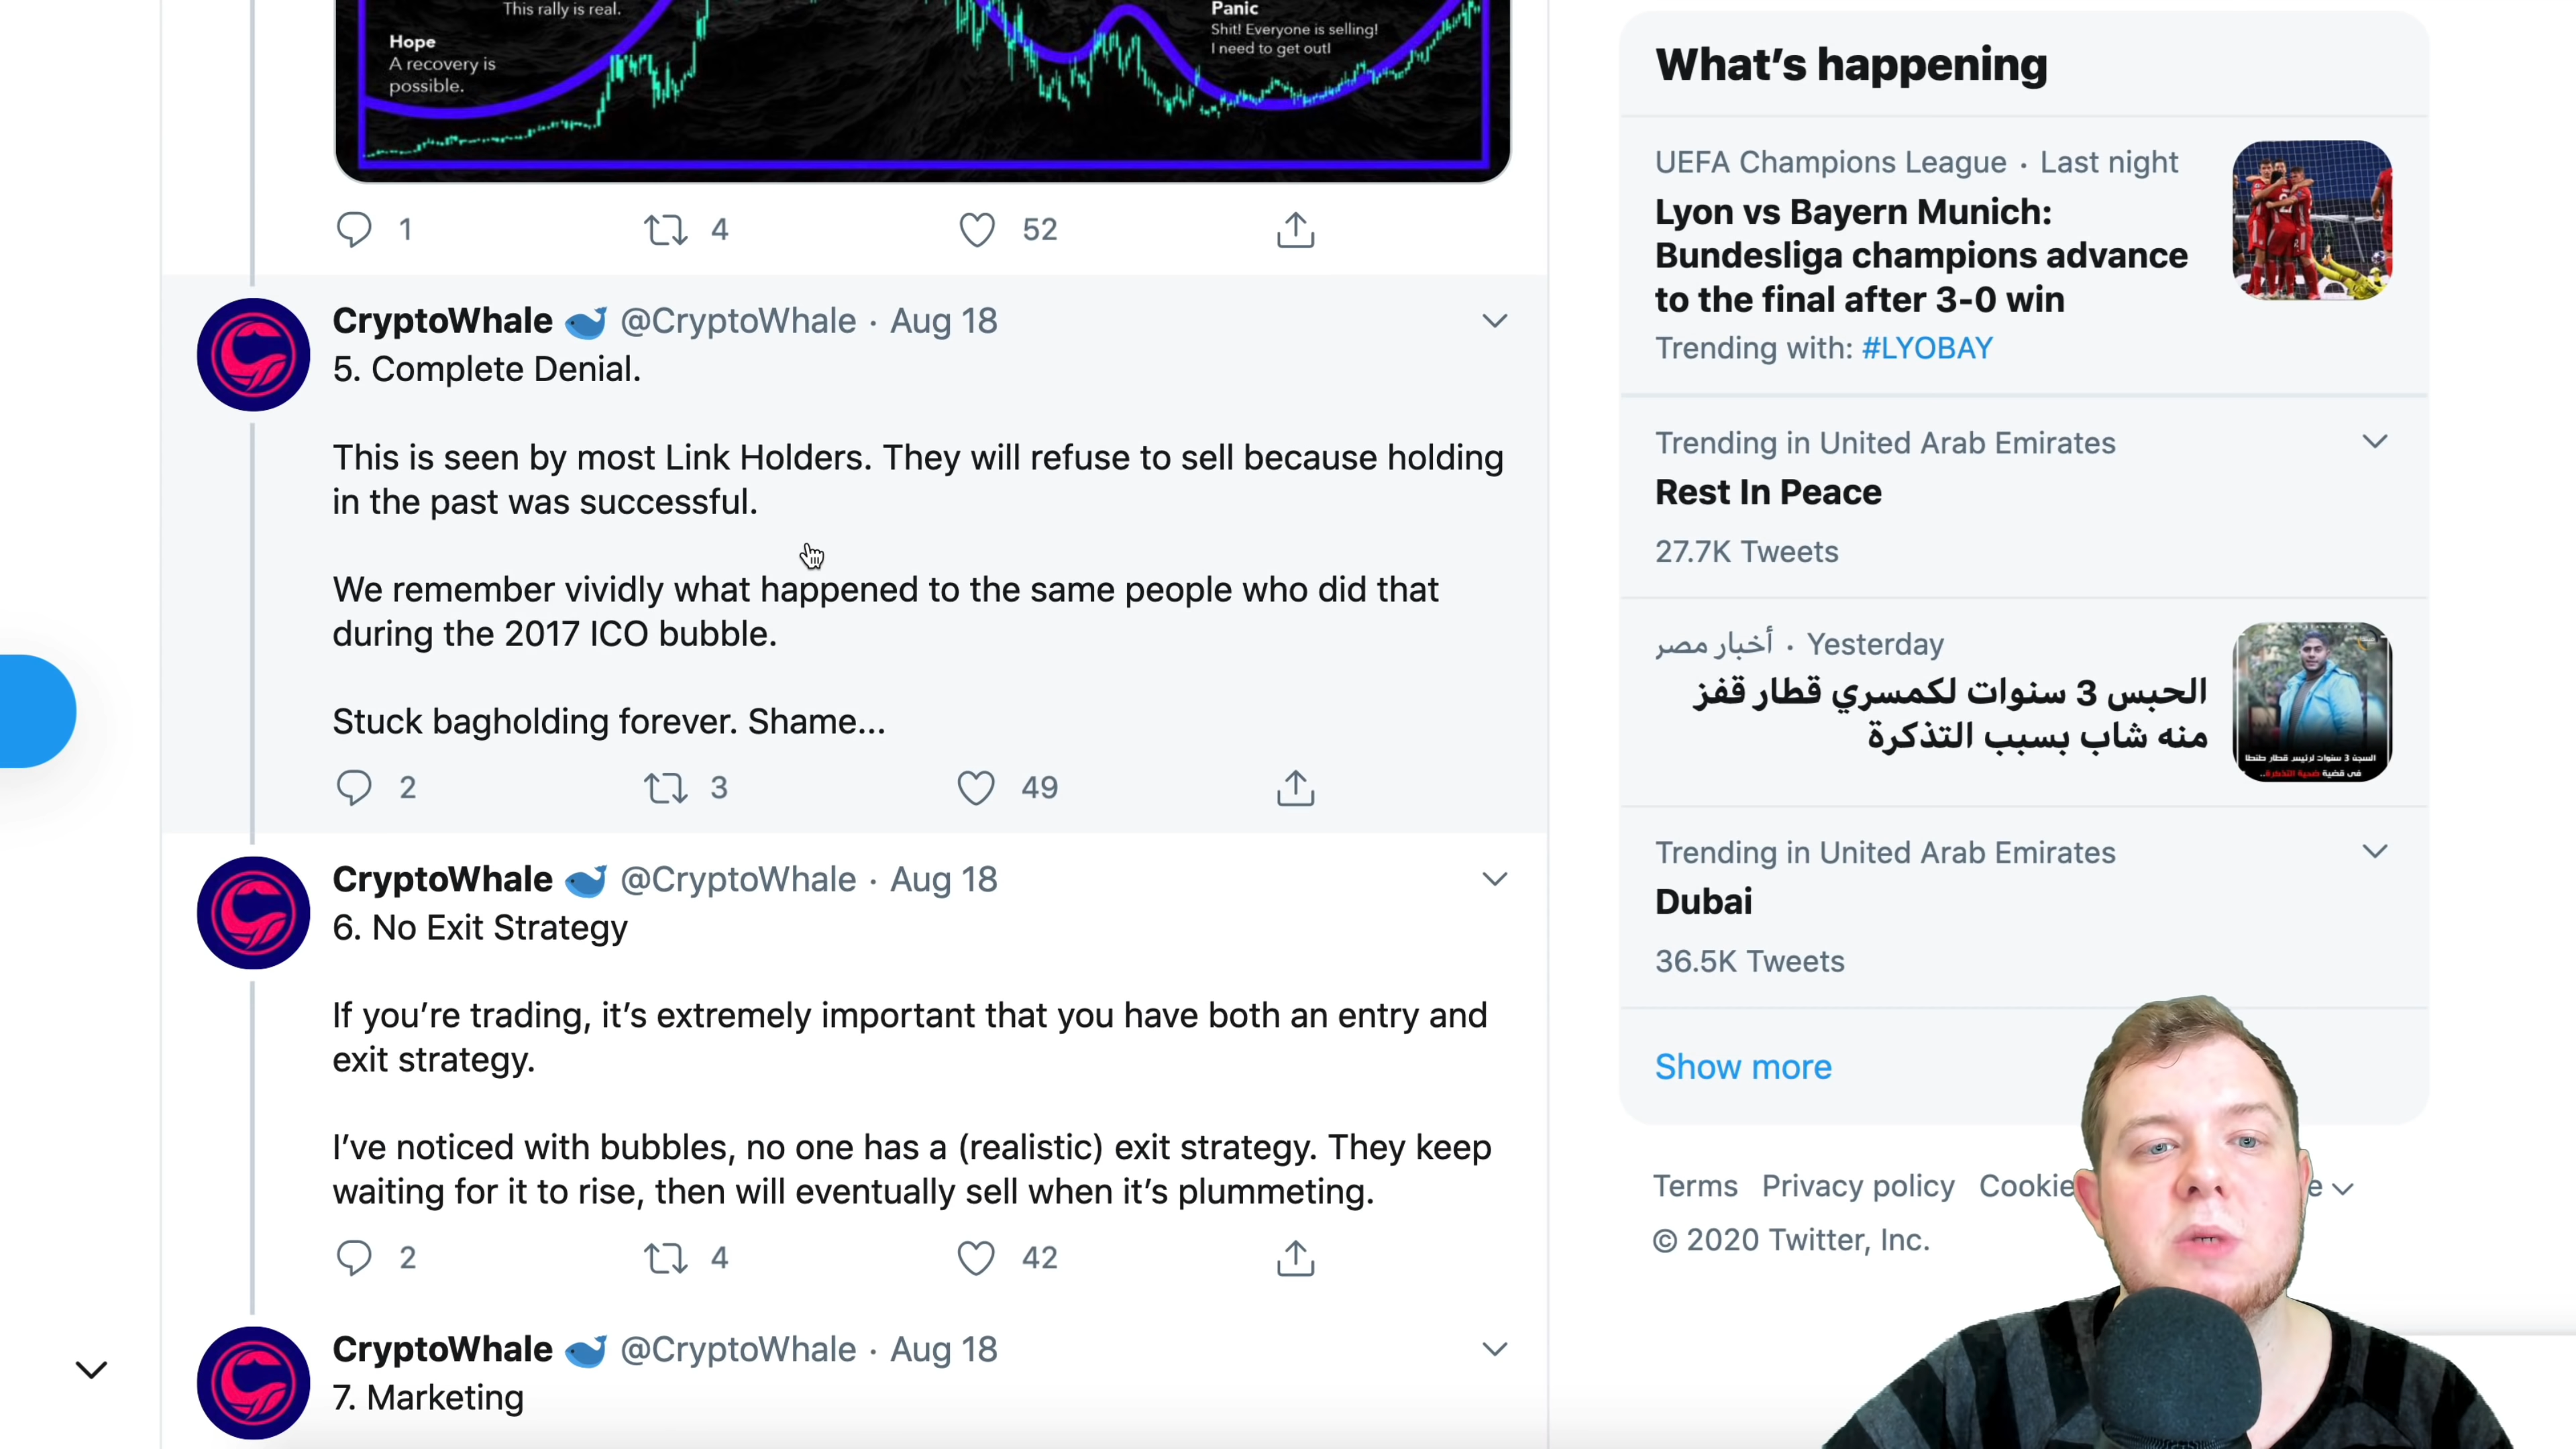 This rally is real.
Hope
A recovery is
possible.
Panic
Shit! Everyone is selling!
I need to get out!
1
4
52
CryptoWhale 🐳 @CryptoWhale · Aug 18
5. Complete Denial.
This is seen by most Link Holders. They will refuse to sell because holding
in the past was successful.
We remember vividly what happened to the same people who did that
during the 2017 ICO bubble.
Stuck bagholding forever. Shame...
2
3
49
CryptoWhale 🐳 @CryptoWhale · Aug 18
6. No Exit Strategy
If you’re trading, it’s extremely important that you have both an entry and
exit strategy.
I’ve noticed with bubbles, no one has a (realistic) exit strategy. They keep
waiting for it to rise, then will eventually sell when it’s plummeting.
2
4
42
CryptoWhale 🐳 @CryptoWhale · Aug 18
7. Marketing
What’s happening
UEFA Champions League · Last night
Lyon vs Bayern Munich:
Bundesliga champions advance
to the final after 3-0 win
Trending with: #LYOBAY
Trending in United Arab Emirates
Rest In Peace
27.7K Tweets
أخبار مصر · Yesterday
الحبس 3 سنوات لكمسري قطار قفز
منه شاب بسبب التذكرة
السجن 3 سنوات لرئيس قطار طنطا
فى قضية ضحية التذكرة..
Trending in United Arab Emirates
Dubai
36.5K Tweets
Show more
Terms Privacy policy Cookie
© 2020 Twitter, Inc.